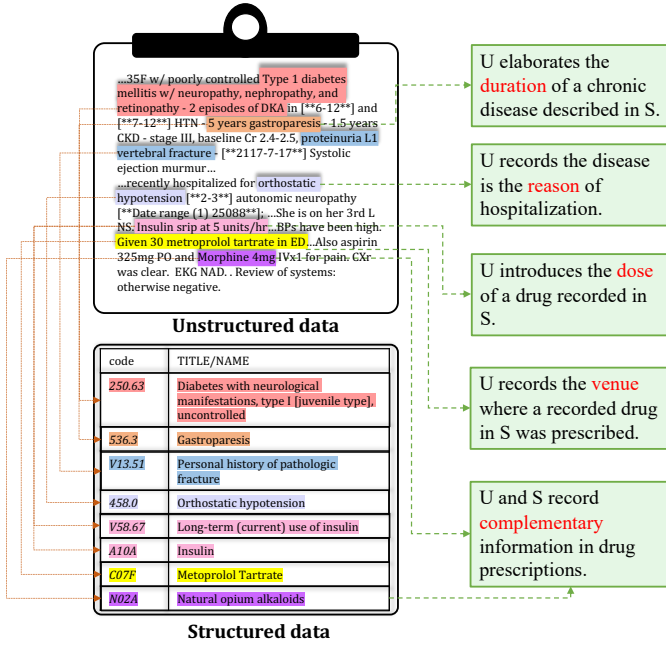 ...35F w/ poorly controlled Type 1 diabetes
mellitis w/ neuropathy, nephropathy, and
retinopathy - 2 episodes of DKA in [**6-12**] and
[**7-12**] HTN - 5 years gastroparesis - 1.5 years
CKD - stage III, baseline Cr 2.4-2.5, proteinuria L1
vertebral fracture - [**2117-7-17**] Systolic
ejection murmur...
...recently hospitalized for orthostatic
hypotension [**2-3**] autonomic neuropathy
[**Date range (1) 25088**]; ...She is on her 3rd L
NS. Insulin srip at 5 units/hr...BPs have been high.
Given 30 metroprolol tartrate in ED...Also aspirin
325mg PO and Morphine 4mg IVx1 for pain. CXr
was clear. EKG NAD. . Review of systems:
otherwise negative.
Unstructured data
code TITLE/NAME
250.63 Diabetes with neurological
manifestations, type I [juvenile type],
uncontrolled
536.3 Gastroparesis
V13.51 Personal history of pathologic
fracture
458.0 Orthostatic hypotension
V58.67 Long-term (current) use of insulin
A10A Insulin
C07F Metoprolol Tartrate
N02A Natural opium alkaloids
Structured data
U elaborates the
duration of a chronic
disease described in S.
U records the disease
is the reason of
hospitalization.
U introduces the dose
of a drug recorded in
S.
U records the venue
where a recorded drug
in S was prescribed.
U and S record
complementary
information in drug
prescriptions.